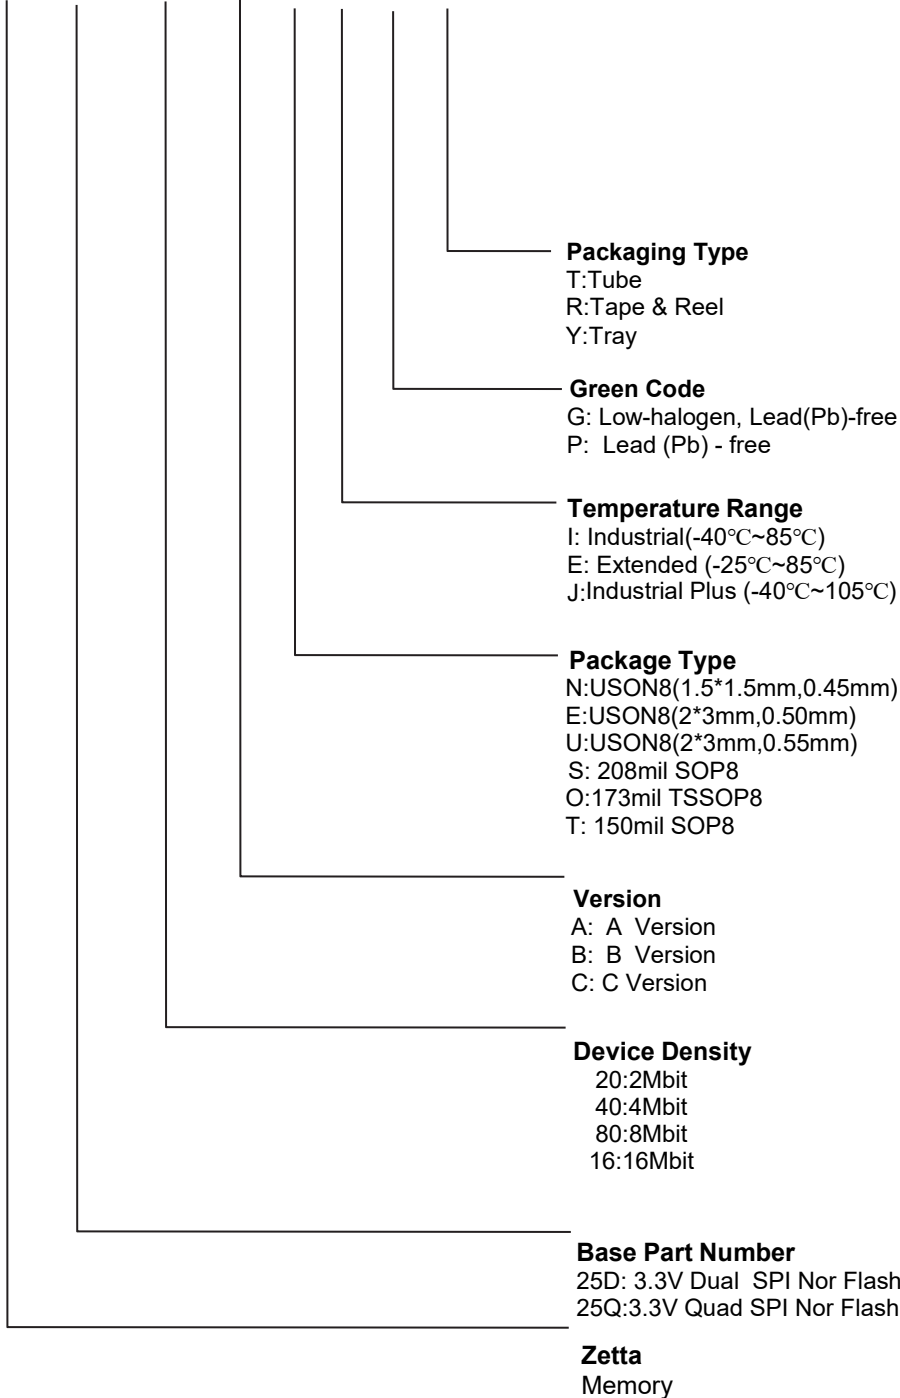 Packaging Type
T:Tube
R:Tape & Reel
Y:Tray
Green Code
G: Low-halogen, Lead(Pb)-free
P: Lead (Pb) - free
Temperature Range
I: Industrial(-40℃~85℃)
E: Extended (-25℃~85℃)
J:Industrial Plus (-40℃~105℃)
Package Type
N:USON8(1.5*1.5mm,0.45mm)
E:USON8(2*3mm,0.50mm)
U:USON8(2*3mm,0.55mm)
S: 208mil SOP8
O:173mil TSSOP8
T: 150mil SOP8
Version
A: A Version
B: B Version
C: C Version
Device Density
20:2Mbit
40:4Mbit
80:8Mbit
16:16Mbit
Base Part Number
25D: 3.3V Dual SPI Nor Flash
25Q:3.3V Quad SPI Nor Flash
Zetta
Memory